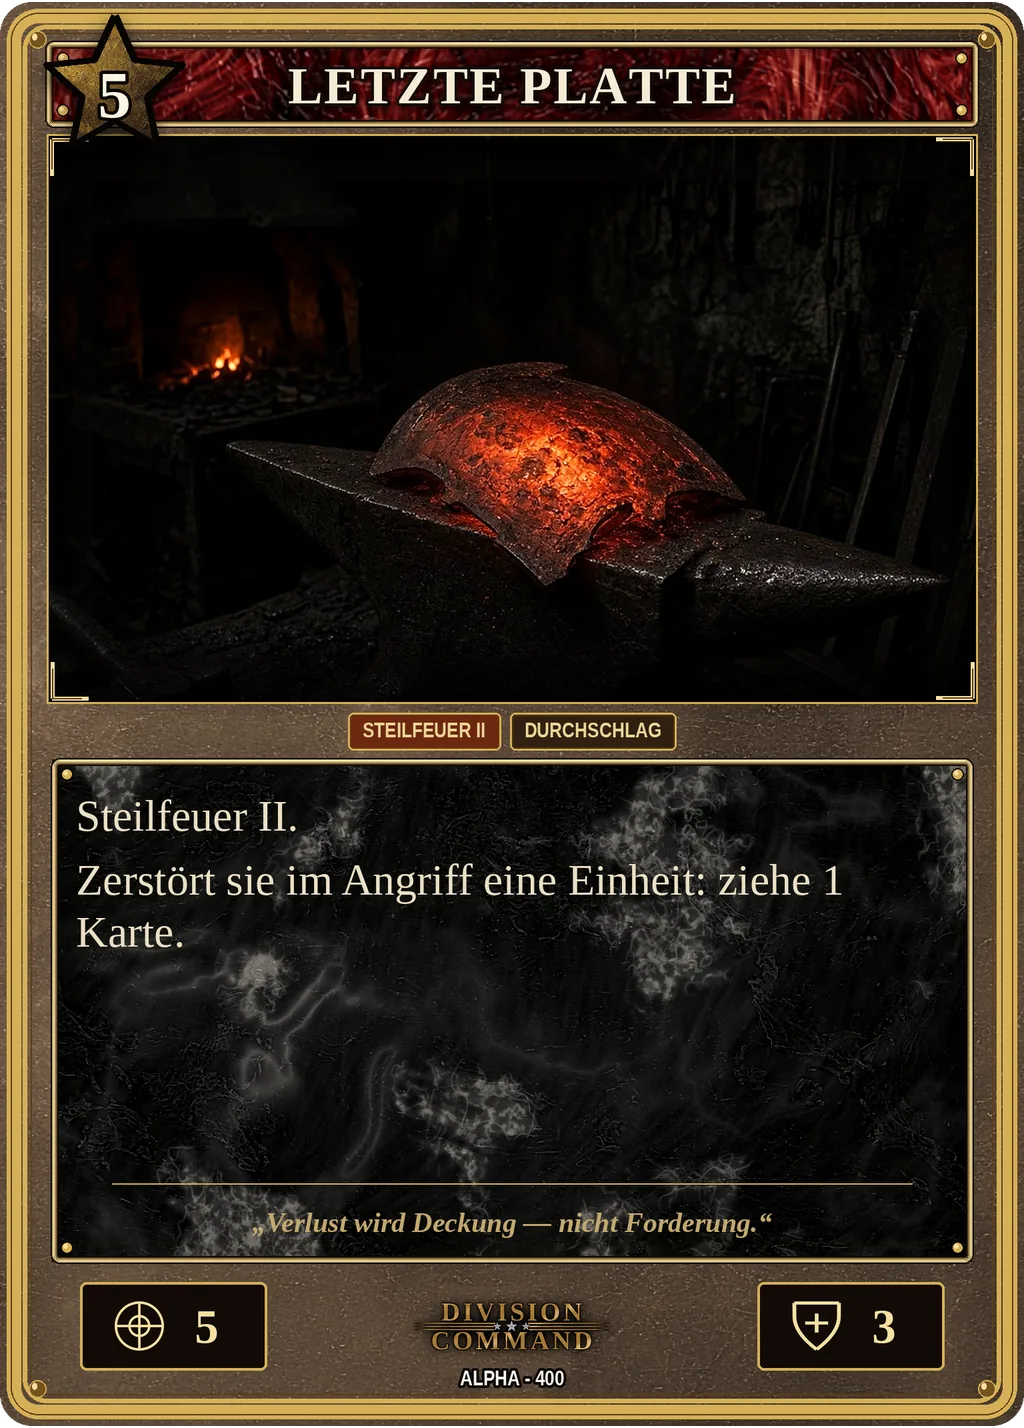 5
LETZTE PLATTE
STEILFEUER II
DURCHSCHLAG
Steilfeuer II.
Zerstört sie im Angriff eine Einheit: ziehe 1
Karte.
„Verlust wird Deckung — nicht Forderung.“
5
DIVISION
COMMAND
3
ALPHA - 400